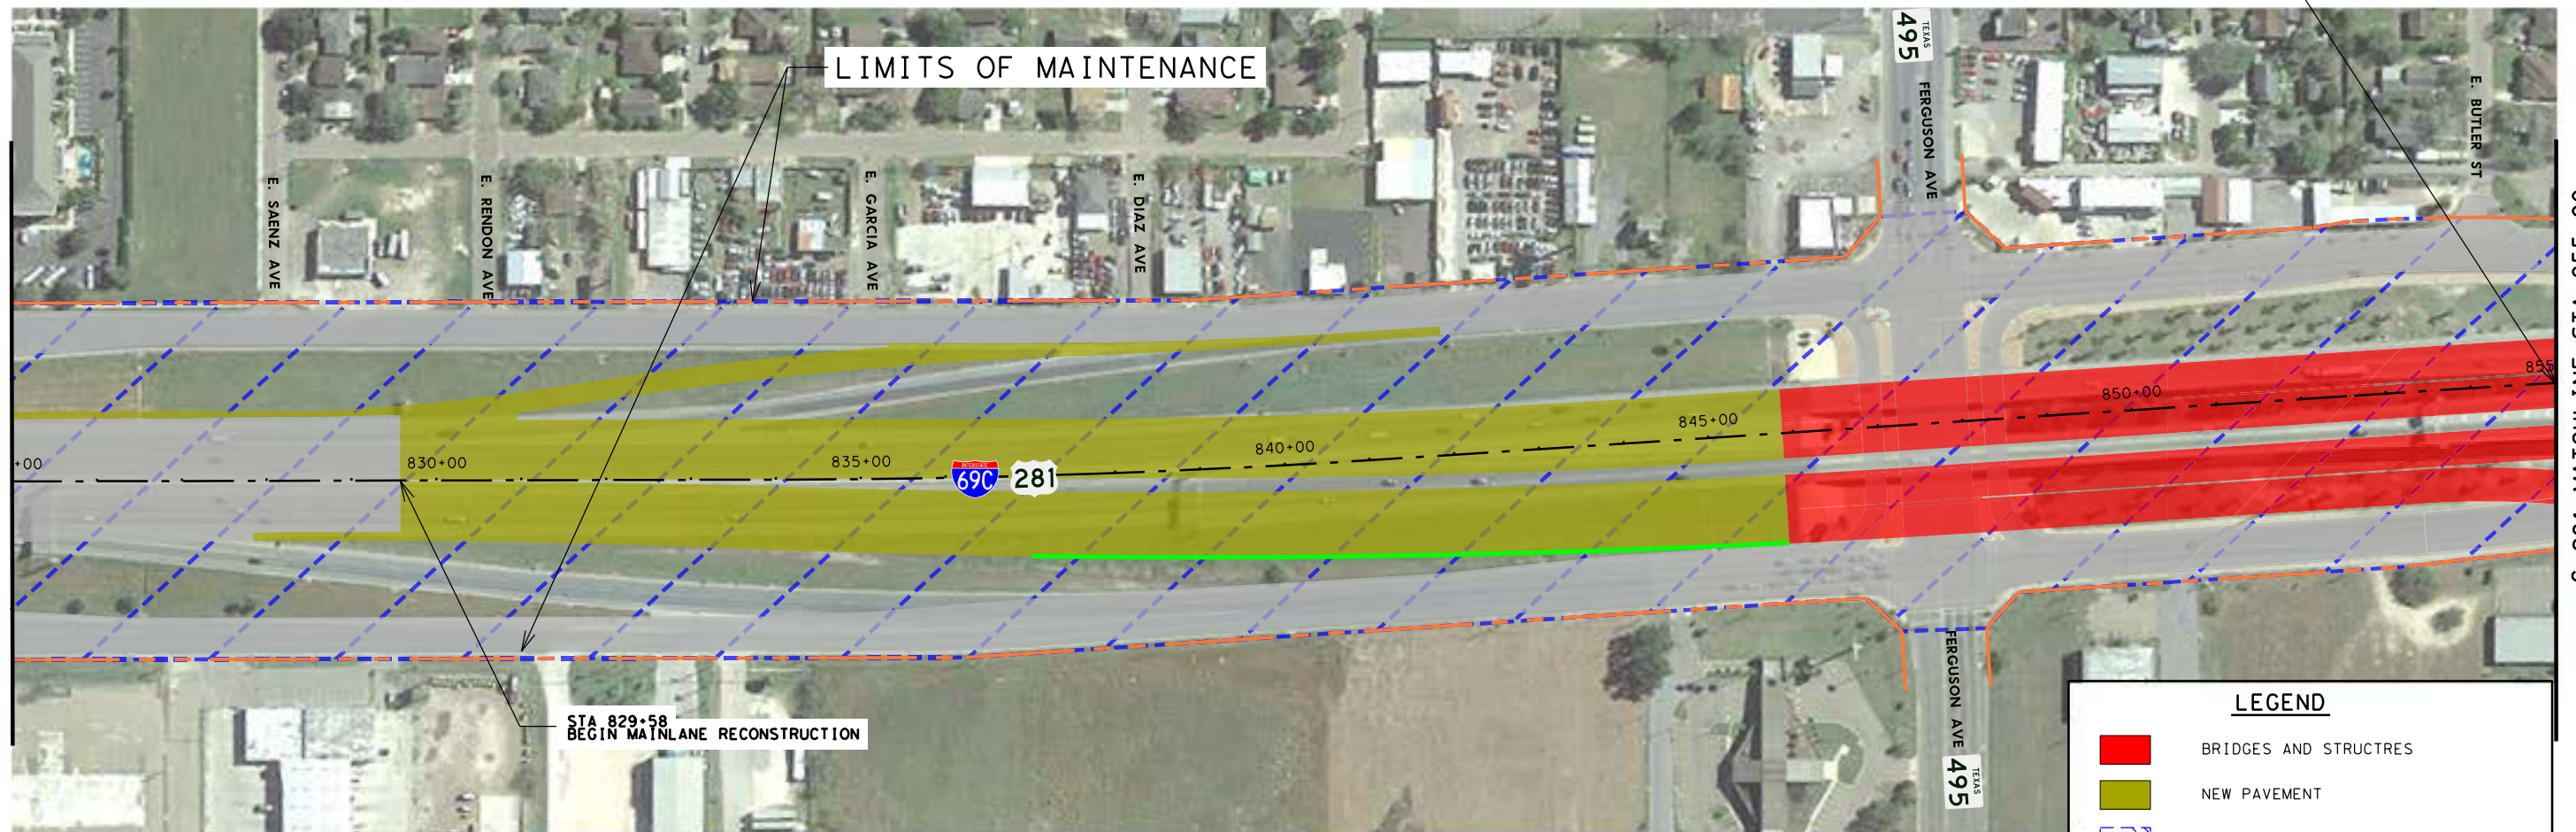 LIMITS OF MAINTENANCE
TEXAS
495
FERGUSON AVE
E. BUTLER ST
E. SAENZ AVE
E. RENDON AVE
E. GARCIA AVE
E. DIAZ AVE
+00
830+00
835+00
INTERSTATE
69C
281
840+00
845+00
850+00
855
STA 829+58
BEGIN MAINLANE RECONSTRUCTION
FERGUSON AVE
TEXAS
495
LEGEND
BRIDGES AND STRUCTRES
NEW PAVEMENT